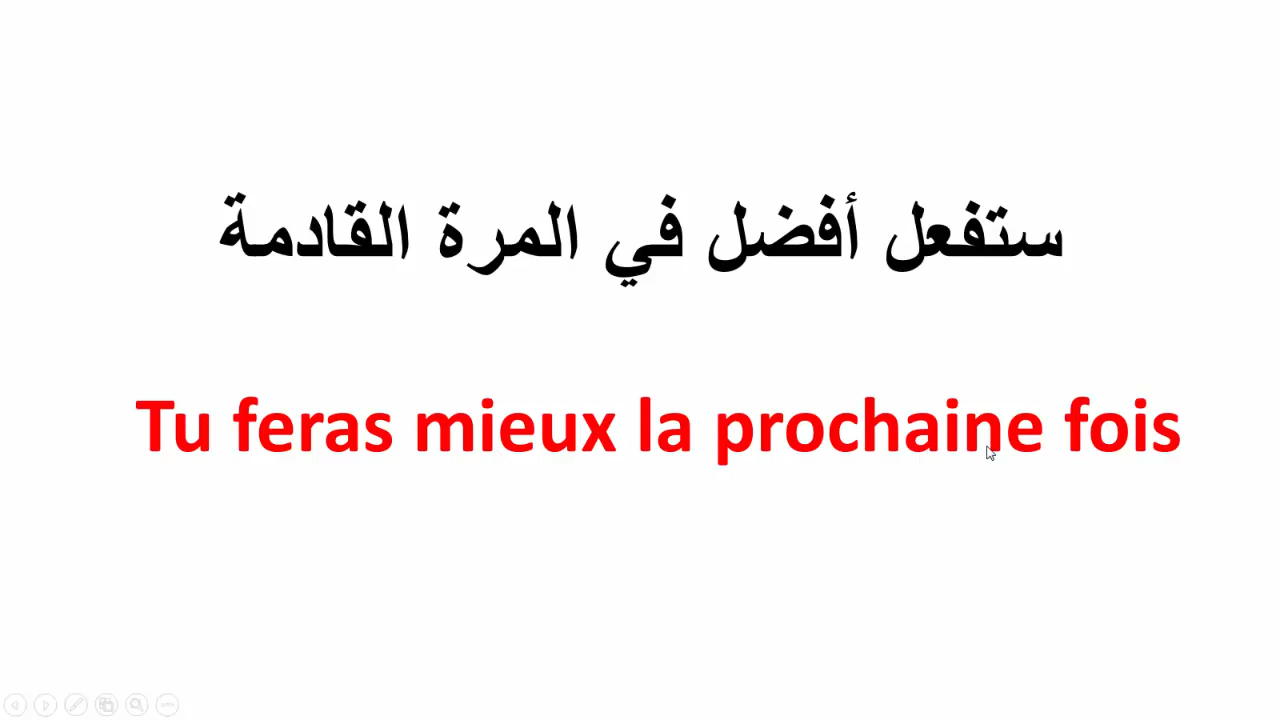 ستفعل أفضل في المرة القادمة
Tu feras mieux la prochaine fois